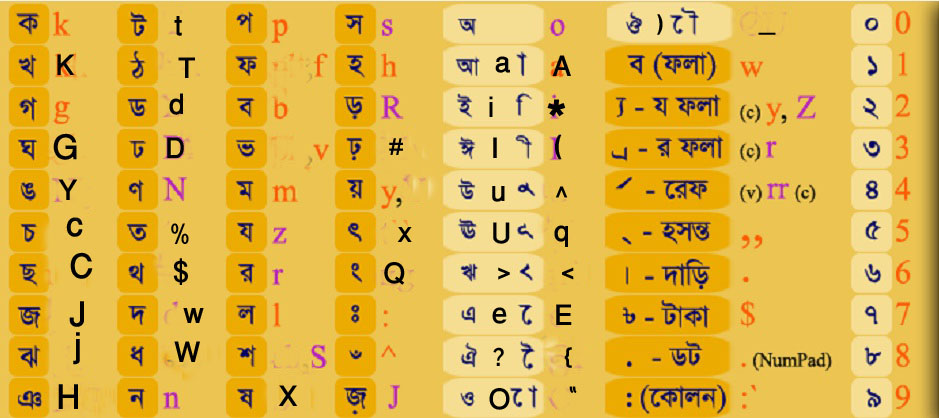 ক k ট t প p স s অ o ঔ ) ৌ _ ০ 0
খ K ঠ T ফ f হ h আ a া A ব (ফলা) w ১ 1
গ g ড d ব b ড় R ই i ি * ্য - য ফলা (c) y, Z ২ 2
ঘ G ঢ D ভ ,v ঢ় # ঈ I ী ( ্র - র ফলা (c) r ৩ 3
ঙ Y ণ N ম m য় y, উ u ু ^ র্ - রেফ (v) rr (c) ৪ 4
চ c ত % য z ৎ x ঊ U ূ q ্ - হসন্ত ,, ৫ 5
ছ C থ $ র r ং Q ঋ > ৃ < । - দাড়ি . ৬ 6
জ J দ w ল l ঃ : এ e ে E ৳ - টাকা $ ৭ 7
ঝ j ধ W শ ,S ঁ ^ ঐ ? ৈ { . - ডট . (NumPad) ৮ 8
ঞ H ন n ষ X জ় J ও O ো “ : (কোলন) :` ৯ 9